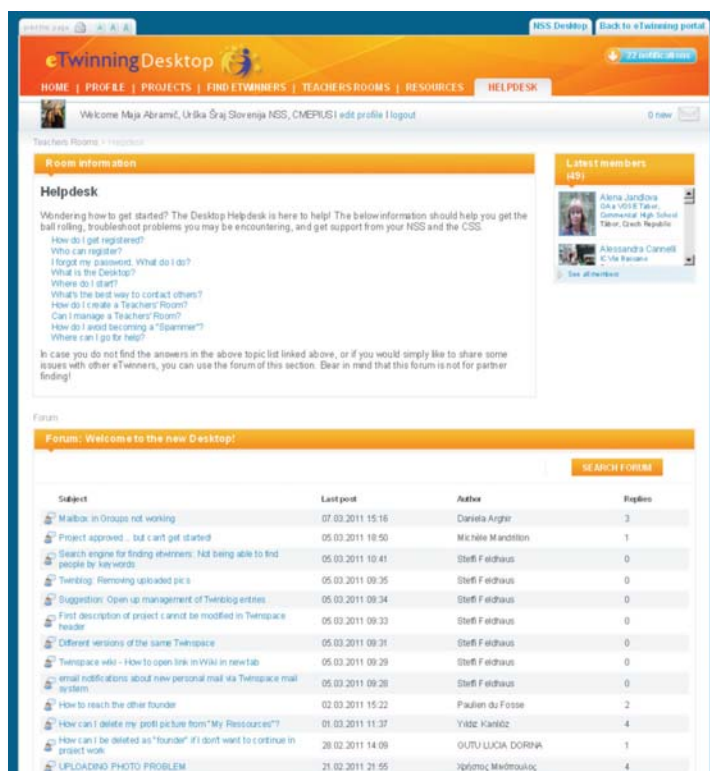 print this page A A A
NSS Desktop Back to eTwinning portal
eTwinning Desktop
22 notifications
HOME | PROFILE | PROJECTS | FIND ETWINNERS | TEACHERS ROOMS | RESOURCES HELPDESK
Welcome Maja Abramič, Urška Šraj Slovenija NSS, CMEPIUS | edit profile | logout
0 new
Teachers Rooms > Helpdesk
Room information
Helpdesk
Wondering how to get started? The Desktop Helpdesk is here to help! The below information should help you get the
ball rolling, troubleshoot problems you may be encountering, and get support from your NSS and the CSS.
How do I get registered?
Who can register?
I forgot my password. What do I do?
What is the Desktop?
Where do I start?
What's the best way to contact others?
How do I create a Teachers' Room?
Can I manage a Teachers' Room?
How do I avoid becoming a "Spammer"?
Where can I go for help?
In case you do not find the answers in the above topic list linked above, or if you would simply like to share some
issues with other eTwinners, you can use the forum of this section. Bear in mind that this forum is not for partner
finding!
Latest members
(49)
Alena Jandlova
OA a VOŠE Tábor,
Commercial High School
Tábor, Czech Republic
Alessandra Cannelli
IC Via Bassano
See all members
Forum
Forum: Welcome to the new Desktop!
SEARCH FORUM
Subject Last post Author Replies
Mailbox in Groups not working 07.03.2011 15:16 Daniela Arghir 3
Project approved .. but can't get started! 05.03.2011 18:50 Michèle Mandrillon 1
Search engine for finding etwinners: Not being able to find
people by keywords 05.03.2011 10:41 Steffi Feldhaus 0
Twinblog: Removing uploaded pics 05.03.2011 09:35 Steffi Feldhaus 0
Suggestion: Open up management of Twinblog entries 05.03.2011 09:34 Steffi Feldhaus 0
First description of project cannot be modified in Twinspace
header 05.03.2011 09:33 Steffi Feldhaus 0
Different versions of the same Twinspace 05.03.2011 09:31 Steffi Feldhaus 0
Twinspace wiki - How to open link in Wiki in new tab 05.03.2011 09:29 Steffi Feldhaus 0
email notifications about new personal mail via Twinspace mail
system 05.03.2011 09:28 Steffi Feldhaus 0
How to reach the other founder 02.03.2011 15:22 Paulien du Fosse 2
How can I delete my profil picture from "My Ressources"? 01.03.2011 11:37 Yıldız Kanlıöz 4
How can I be deleted as "founder" if I don't want to continue in
project work 28.02.2011 14:09 GUTU LUCIA DORINA 1
UPLOADING PHOTO PROBLEM 21.02.2011 21:55 Χρήστος Μανόπουλος 4